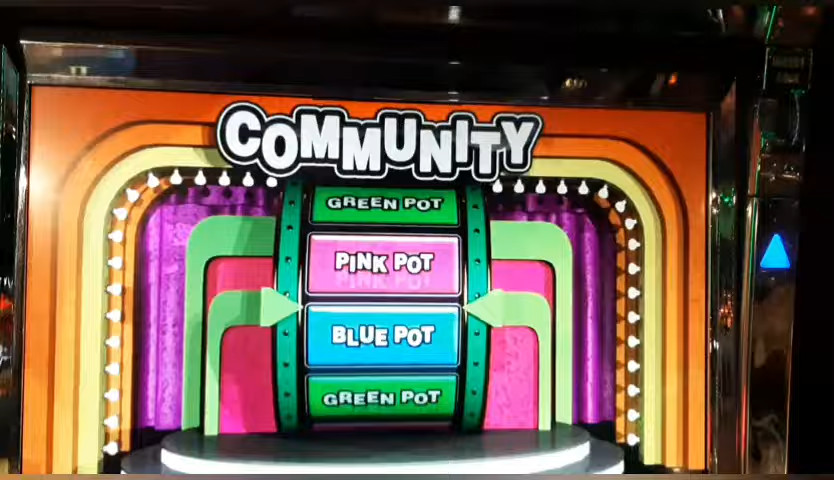 COMMUNITY
GREEN POT
PINK POT
BLUE POT
GREEN POT